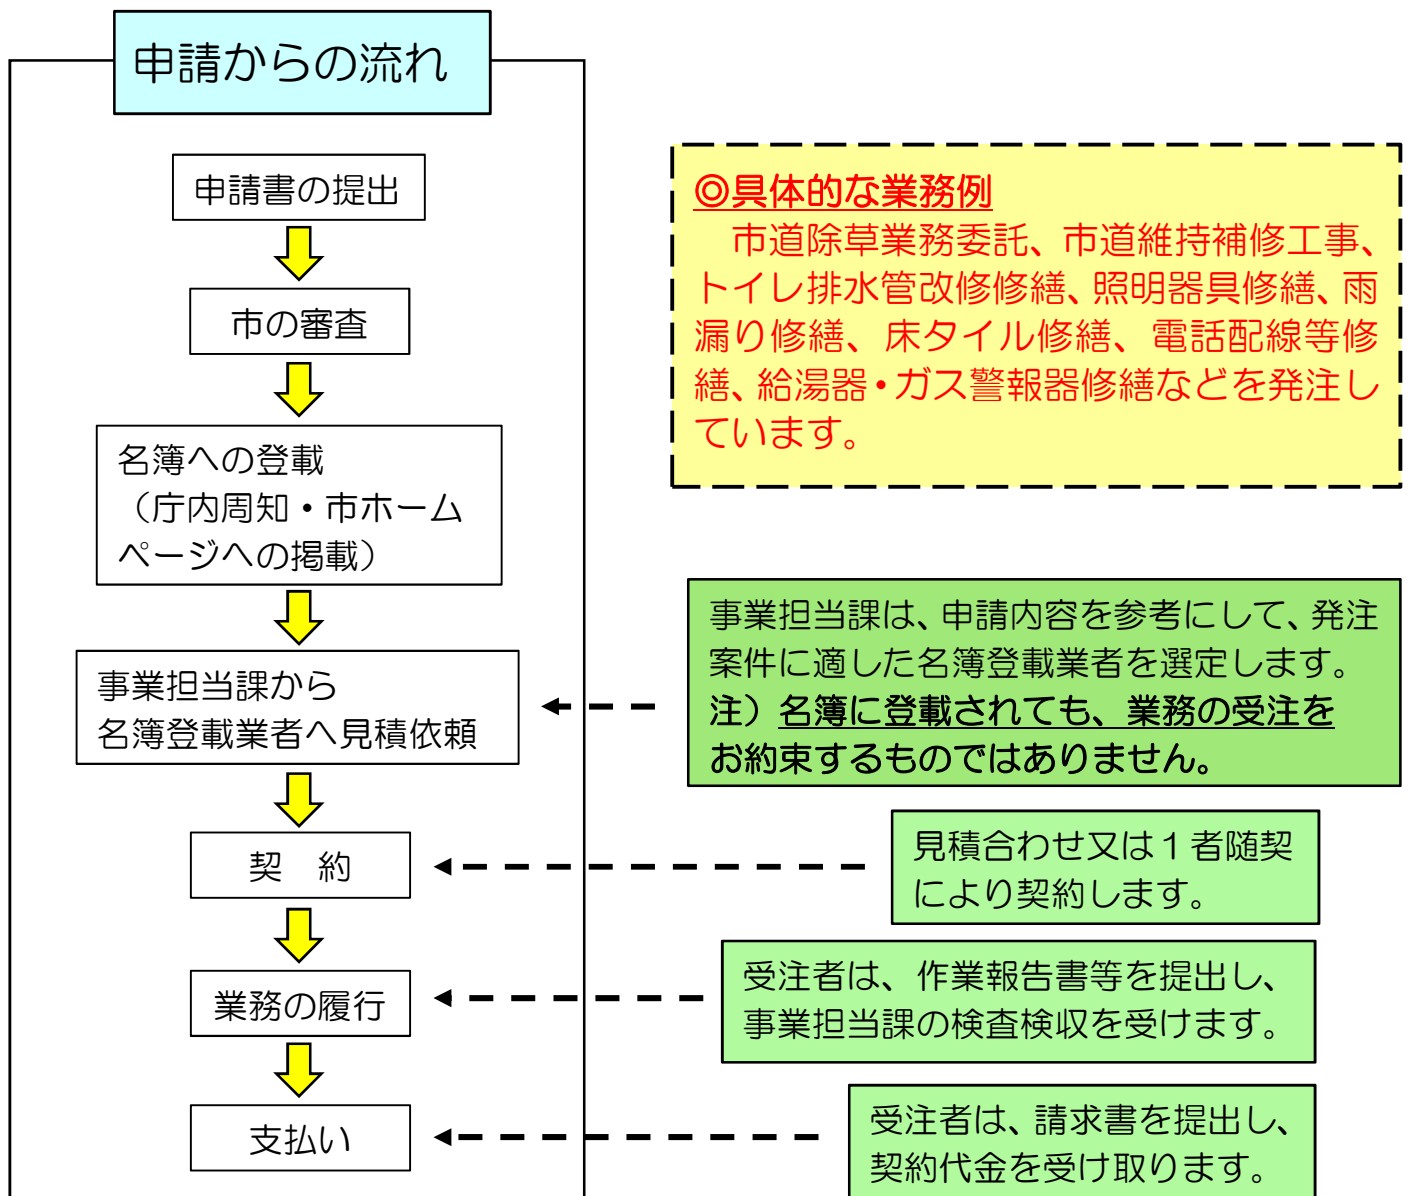 申請からの流れ
申請書の提出
市の審査
名簿への登載
（庁内周知・市ホーム
ページへの掲載）
事業担当課から
名簿登載業者へ見積依頼
契　約
業務の履行
支払い
◎具体的な業務例
　市道除草業務委託、市道維持補修工事、
トイレ排水管改修修繕、照明器具修繕、雨
漏り修繕、床タイル修繕、電話配線等修
繕、給湯器・ガス警報器修繕などを発注し
ています。
事業担当課は、申請内容を参考にして、発注
案件に適した名簿登載業者を選定します。
注）名簿に登載されても、業務の受注を
お約束するものではありません。
見積合わせ又は１者随契
により契約します。
受注者は、作業報告書等を提出し、
事業担当課の検査検収を受けます。
受注者は、請求書を提出し、
契約代金を受け取ります。